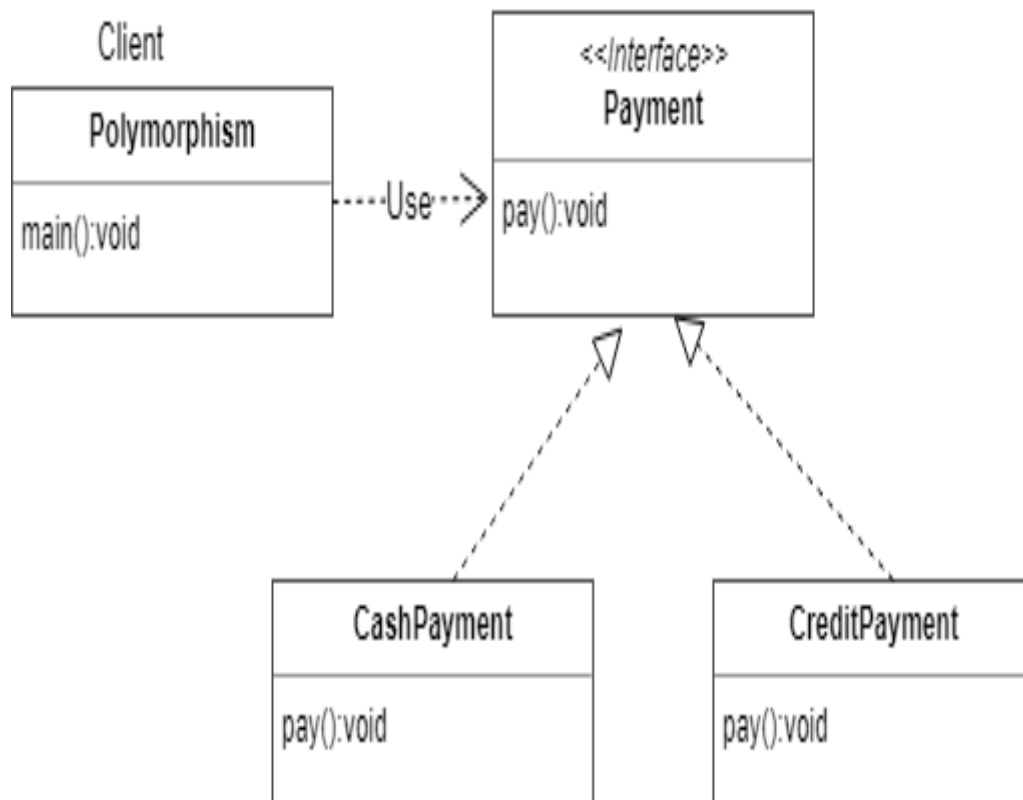 Client
Polymorphism
main():void
Use
<<Interface>>
Payment
pay():void
CashPayment
pay():void
CreditPayment
pay():void